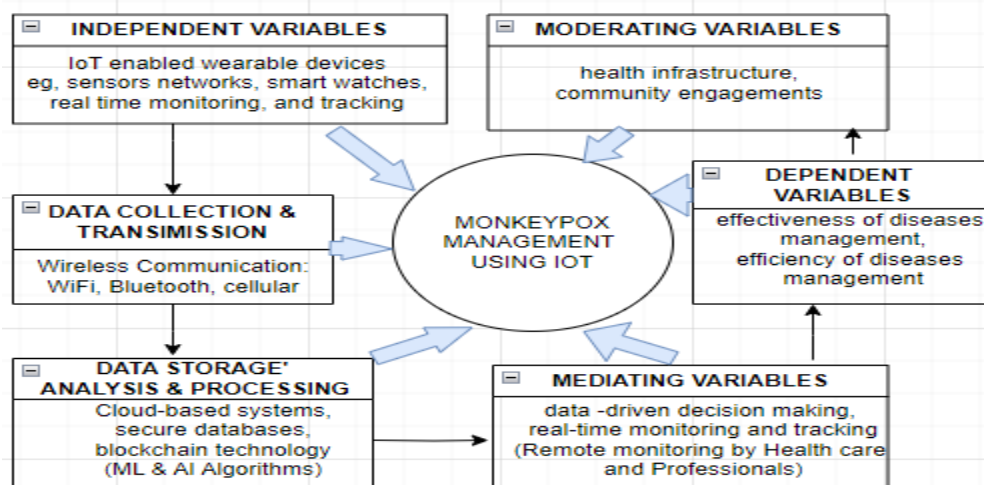 INDEPENDENT VARIABLES
IoT enabled wearable devices
eg, sensors networks, smart watches,
real time monitoring, and tracking
MODERATING VARIABLES
health infrastructure,
community engagements
DATA COLLECTION &
TRANSIMISSION
Wireless Communication:
WiFi, Bluetooth, cellular
MONKEYPOX
MANAGEMENT
USING IOT
DEPENDENT
VARIABLES
effectiveness of diseases
management,
efficiency of diseases
management
DATA STORAGE'
ANALYSIS & PROCESSING
Cloud-based systems,
secure databases,
blockchain technology
(ML & AI Algorithms)
MEDIATING VARIABLES
data -driven decision making,
real-time monitoring and tracking
(Remote monitoring by Health care
and Professionals)